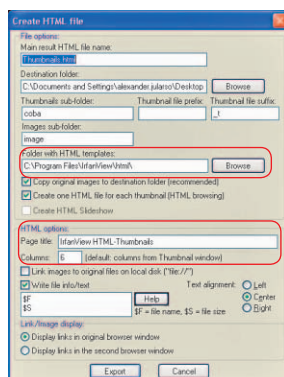 Create HTML file
File options:
Main result HTML file name:
Thumbnails.html
Destination folder:
C:\Documents and Settings\alexander.jularso\Desktop
Browse
Thumbnails sub-folder: Thumbnail file prefix: Thumbnail file suffix:
coba _t
Images sub-folder:
image
Folder with HTML templates:
C:\Program Files\IrfanView\html\
Browse
Copy original images to destination folder (recommended)
Create one HTML file for each thumbnail (HTML browsing)
Create HTML Slideshow
HTML options:
Page title: IrfanView HTML-Thumbnails
Columns: 6 (default: columns from Thumbnail window)
Link images to original files on local disk ("file://")
Write file info/text Text alignment: Left
$F Help Center
$S $F = file name, $S = file size Right
Link/Image display:
Display links in original browser window
Display links in the second browser window
Export Cancel